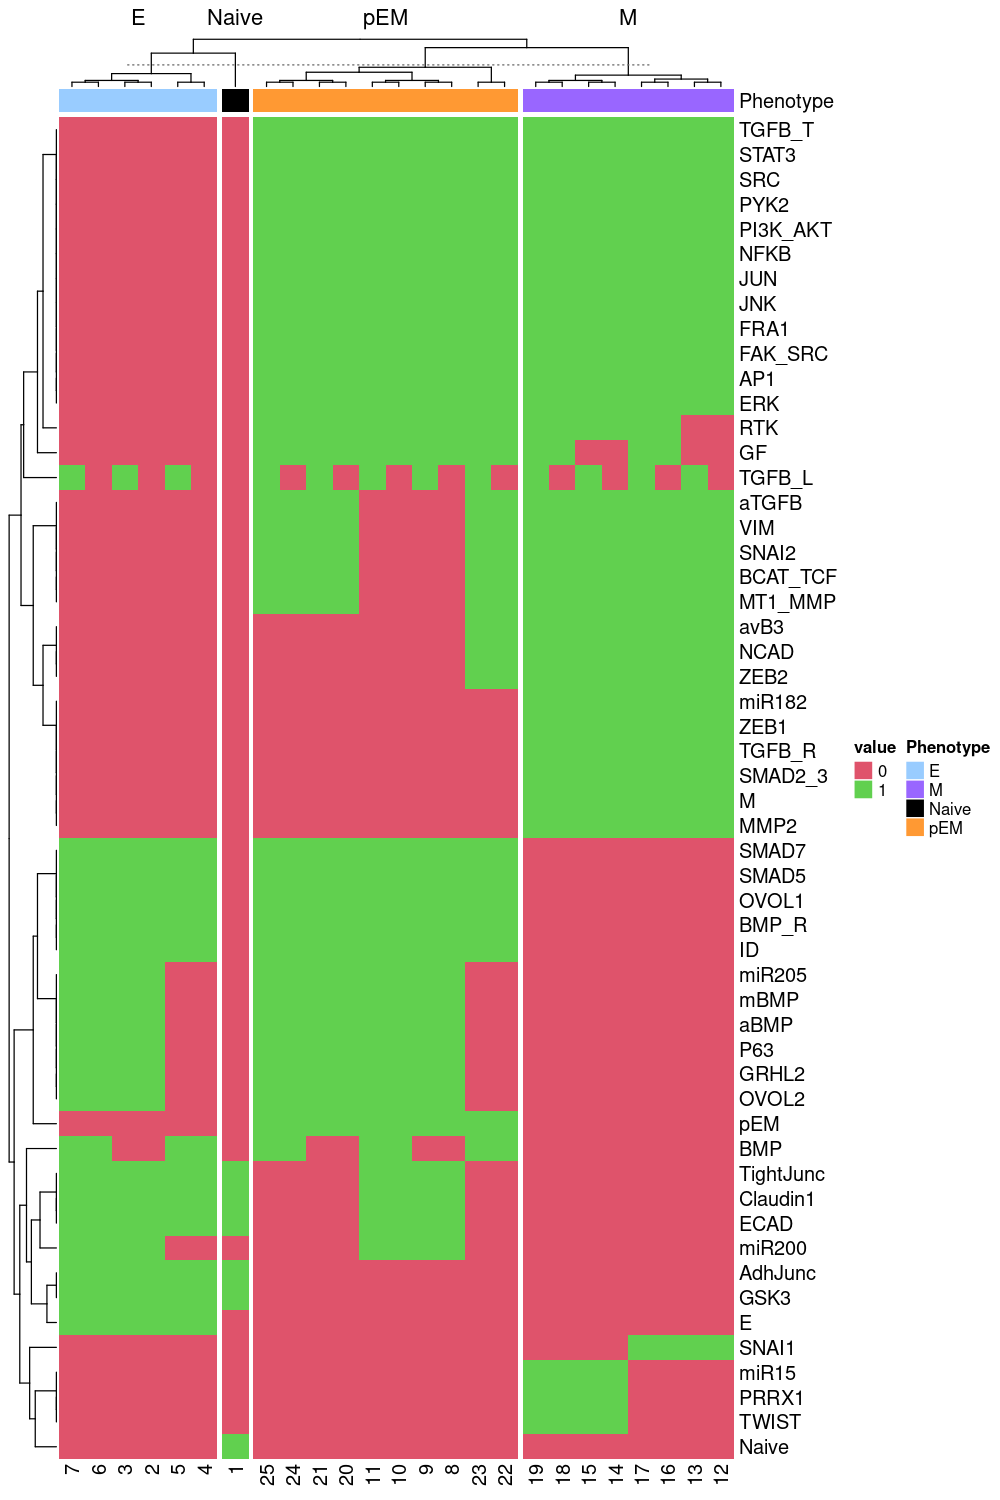 E Naive pEM M
Phenotype
TGFB_T
STAT3
SRC
PYK2
PI3K_AKT
NFKB
JUN
JNK
FRA1
FAK_SRC
AP1
ERK
RTK
GF
TGFB_L
aTGFB
VIM
SNAI2
BCAT_TCF
MT1_MMP
avB3
NCAD
ZEB2
miR182
ZEB1
TGFB_R
SMAD2_3
M
MMP2
SMAD7
SMAD5
OVOL1
BMP_R
ID
miR205
mBMP
aBMP
P63
GRHL2
OVOL2
pEM
BMP
TightJunc
Claudin1
ECAD
miR200
AdhJunc
GSK3
E
SNAI1
miR15
PRRX1
TWIST
Naive
7 6 3 2 5 4 1 25 24 21 20 11 10 9 8 23 22 19 18 15 14 17 16 13 12
value
0
1
Phenotype
E
M
Naive
pEM